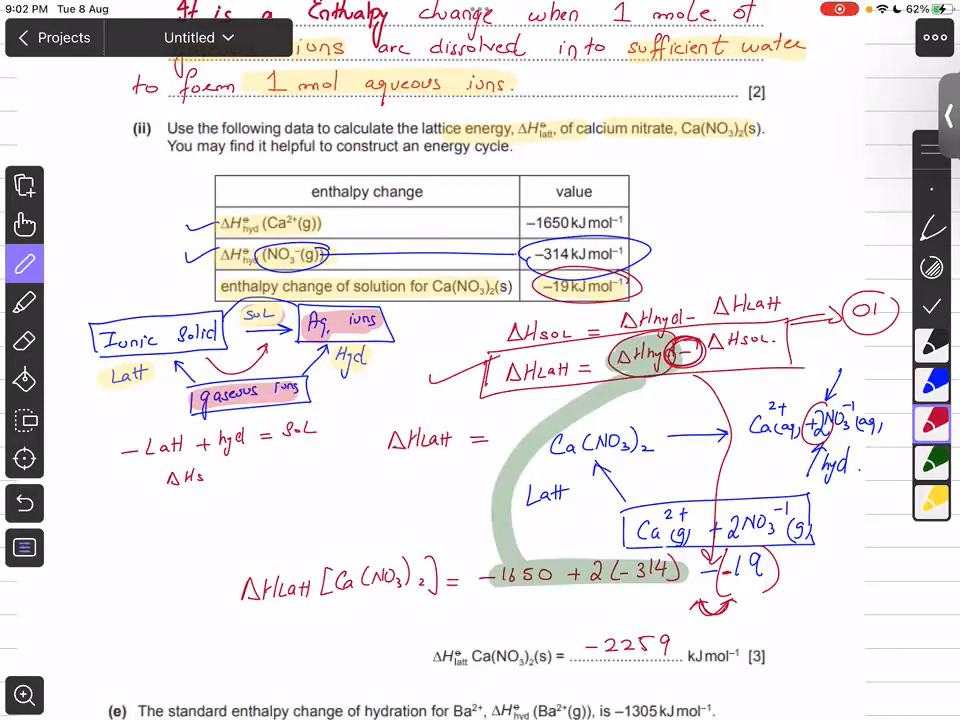 9:02 PM Tue 8 Aug
62%
It is a Enthalpy change when 1 mole of
Projects
Untitled
gaseous ions are dissolved in to sufficient water
to form 1 mol aqueous ions.
[2]
(ii) Use the following data to calculate the lattice energy, ΔH⦵latt, of calcium nitrate, Ca(NO₃)₂(s).
You may find it helpful to construct an energy cycle.
enthalpy change value
ΔH⦵hyd (Ca²⁺(g)) –1650 kJ mol⁻¹
ΔH⦵hyd (NO₃⁻(g)) –314 kJ mol⁻¹
enthalpy change of solution for Ca(NO₃)₂(s) –19 kJ mol⁻¹
Ionic Solid SOL Aq. ions
Latt Hyd
gaseous ions
ΔHSOL = ΔHhyd - ΔHLatt
01
ΔHLatt = ΔHhyd - ΔHSOL.
-Latt + hyd = SOL
ΔHs
ΔHLatt = Ca(NO3)2 → Ca²⁺(aq) + 2NO3⁻¹(aq)
hyd.
Latt
Ca²⁺(g) + 2NO3⁻¹(g)
ΔHLatt [Ca(NO3)2] = -1650 + 2(-314) - (-19)
ΔH⦵latt Ca(NO₃)₂(s) = -2259 kJ mol⁻¹ [3]
(e) The standard enthalpy change of hydration for Ba²⁺, ΔH⦵hyd (Ba²⁺(g)), is –1305 kJ mol⁻¹.